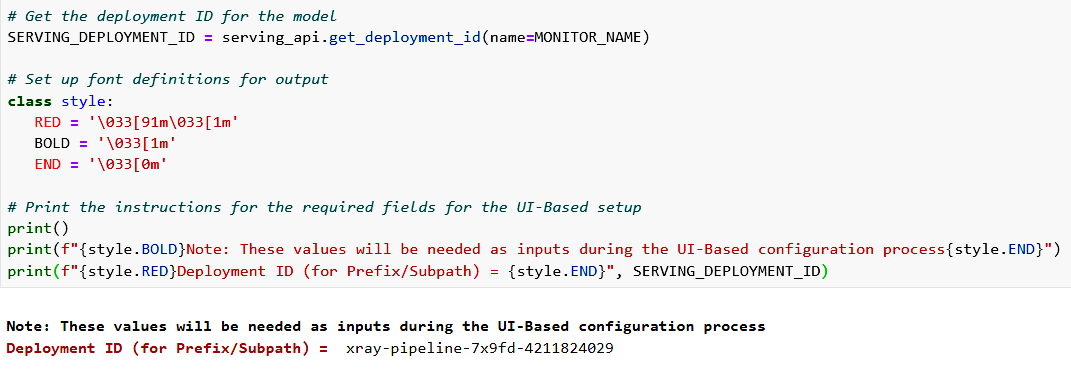 # Get the deployment ID for the model
SERVING_DEPLOYMENT_ID = serving_api.get_deployment_id(name=MONITOR_NAME)
# Set up font definitions for output
class style:
   RED = '\033[91m\033[1m'
   BOLD = '\033[1m'
   END = '\033[0m'
# Print the instructions for the required fields for the UI-Based setup
print()
print(f"{style.BOLD}Note: These values will be needed as inputs during the UI-Based configuration process{style.END}")
print(f"{style.RED}Deployment ID (for Prefix/Subpath) = {style.END}", SERVING_DEPLOYMENT_ID)
Note: These values will be needed as inputs during the UI-Based configuration process
Deployment ID (for Prefix/Subpath) =  xray-pipeline-7x9fd-4211824029